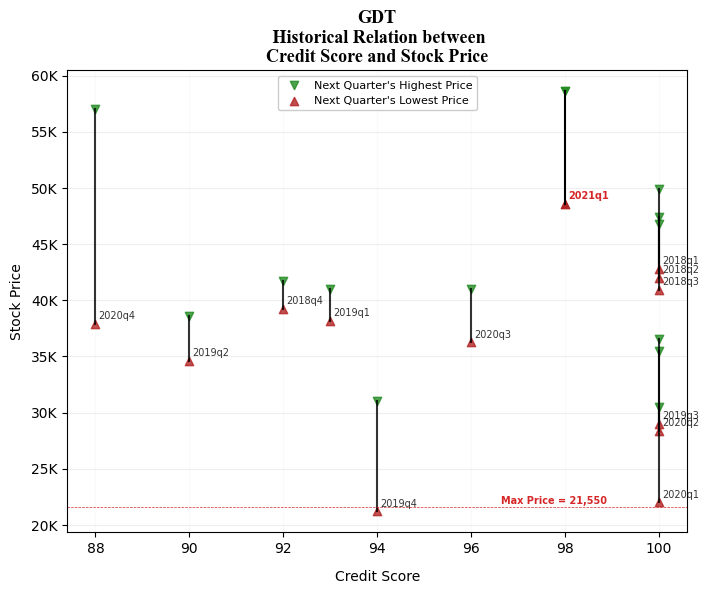 GDT
Historical Relation between
Credit Score and Stock Price
Next Quarter's Highest Price
Next Quarter's Lowest Price
60K
55K
50K
45K
40K
35K
30K
25K
20K
Stock Price
2021q1
2018q1
2018q2
2018q3
2020q4
2018q4
2019q1
2020q3
2019q2
2019q3
2020q2
2019q4
2020q1
Max Price = 21,550
88 90 92 94 96 98 100
Credit Score